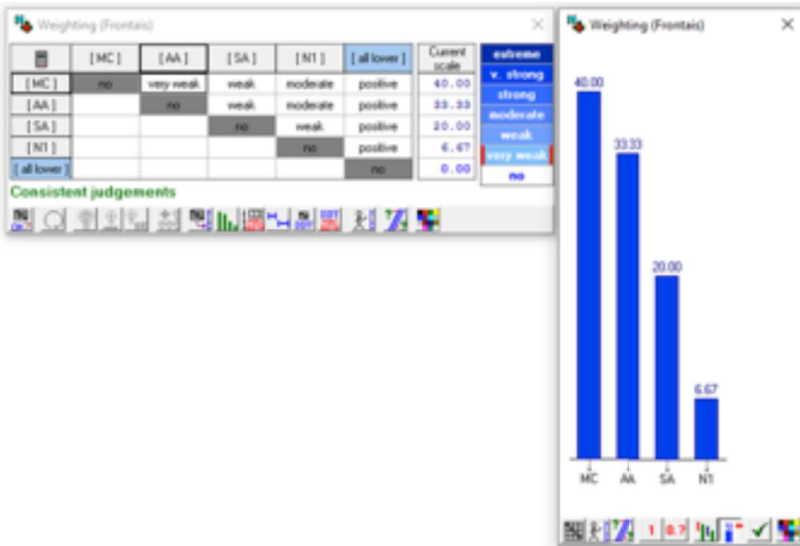 Weighting (Frontais)
[ MC ] [ AA ] [ SA ] [ N1 ] [ all lower ] Current scale
[ MC ] no very weak weak moderate positive 40.00
[ AA ] no weak moderate positive 33.33
[ SA ] no weak positive 20.00
[ N1 ] no positive 6.67
[ all lower ] no 0.00
extreme
v. strong
strong
moderate
weak
very weak
no
Consistent judgements
Weighting (Frontais)
40.00
33.33
20.00
6.67
MC AA SA N1
1 0.?